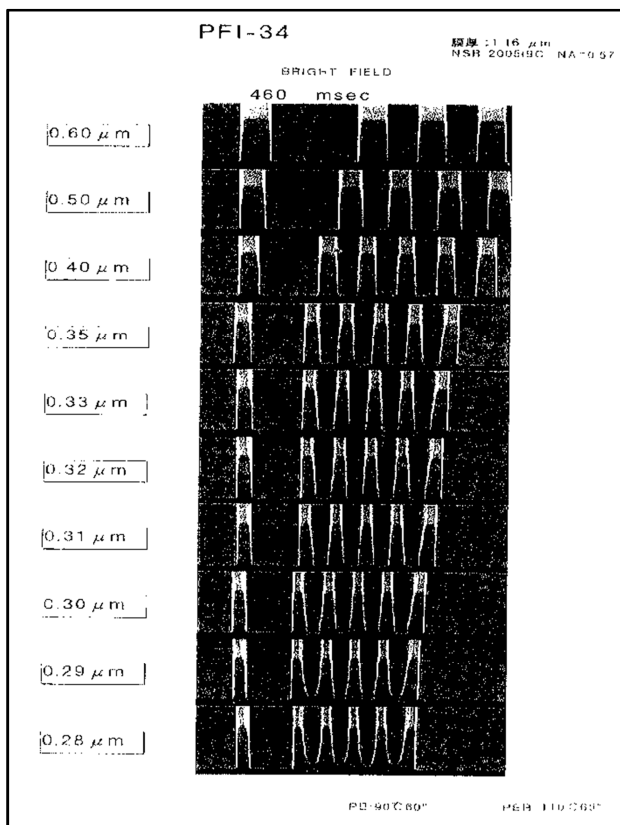 PFI-34
膜厚:1.16 μm
NSR 2005i9C NA=0.57
BRIGHT FIELD
460 msec
0.60 μm
0.50 μm
0.40 μm
0.35 μm
0.33 μm
0.32 μm
0.31 μm
0.30 μm
0.29 μm
0.28 μm
PB:90℃60" PEB:110℃60"